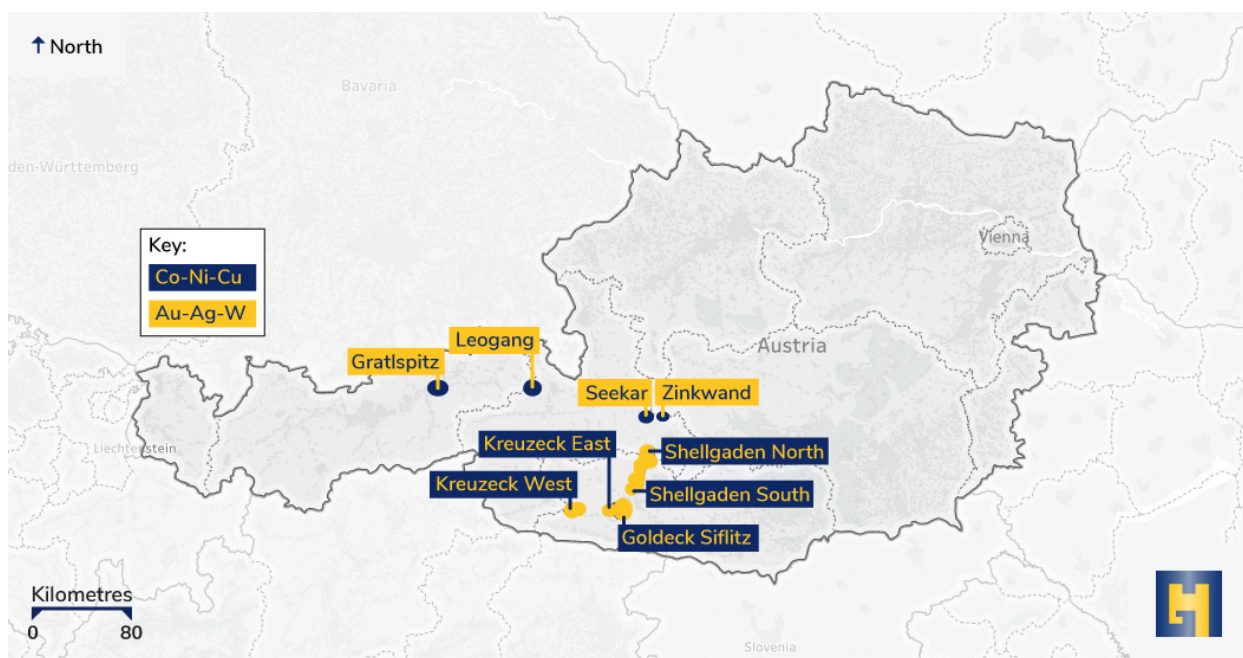 ↑ North
Bavaria
den-Württemberg
Key:
Co-Ni-Cu
Au-Ag-W
Vienna
Leogang
Gratlspitz
Austria
Seekar
Zinkwand
Liechtenstein
Kreuzeck East
Shellgaden North
Kreuzeck West
Shellgaden South
Goldeck Siflitz
Kilometres
0 80
Slovenia
GH